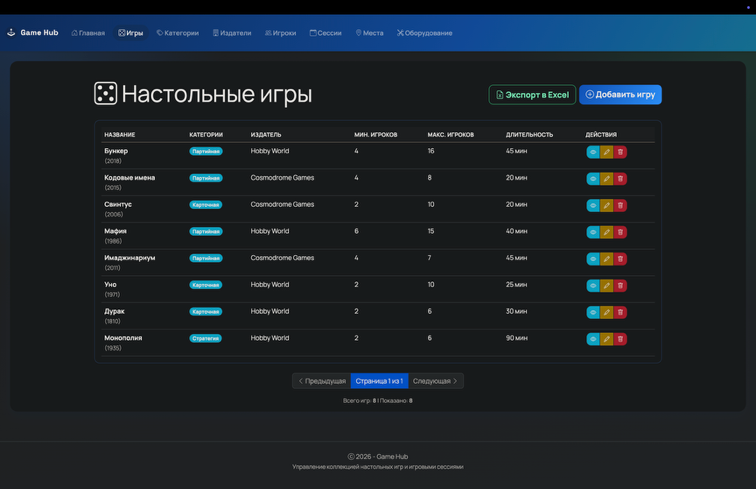 Game Hub Главная Игры Категории Издатели Игроки Сессии Места Оборудование
Настольные игры
Экспорт в Excel Добавить игру
НАЗВАНИЕ КАТЕГОРИИ ИЗДАТЕЛЬ МИН. ИГРОКОВ МАКС. ИГРОКОВ ДЛИТЕЛЬНОСТЬ ДЕЙСТВИЯ
Бункер Партийная Hobby World 4 16 45 мин
(2018)
Кодовые имена Партийная Cosmodrome Games 4 8 20 мин
(2015)
Свинтус Карточная Cosmodrome Games 2 10 20 мин
(2006)
Мафия Партийная Hobby World 6 15 40 мин
(1986)
Имаджинариум Партийная Cosmodrome Games 4 7 45 мин
(2011)
Уно Карточная Hobby World 2 10 25 мин
(1971)
Дурак Карточная Hobby World 2 6 30 мин
(1810)
Монополия Стратегия Hobby World 2 6 90 мин
(1935)
Предыдущая Страница 1 из 1 Следующая
Всего игр: 8 | Показано: 8
© 2026 - Game Hub
Управление коллекцией настольных игр и игровыми сессиями